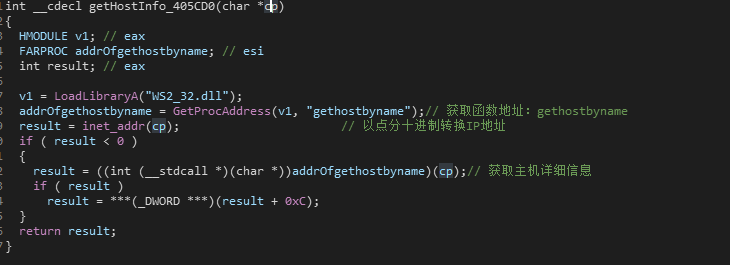 int __cdecl getHostInfo_405CD0(char *cp)
{
HMODULE v1; // eax
FARPROC addrOfgethostbyname; // esi
int result; // eax
v1 = LoadLibraryA("WS2_32.dll");
addrOfgethostbyname = GetProcAddress(v1, "gethostbyname");// 获取函数地址：gethostbyname
result = inet_addr(cp); // 以点分十进制转换IP地址
if ( result < 0 )
{
result = ((int (__stdcall *)(char *))addrOfgethostbyname)(cp);// 获取主机详细信息
if ( result )
result = ***(_DWORD ***)(result + 0xC);
}
return result;
}